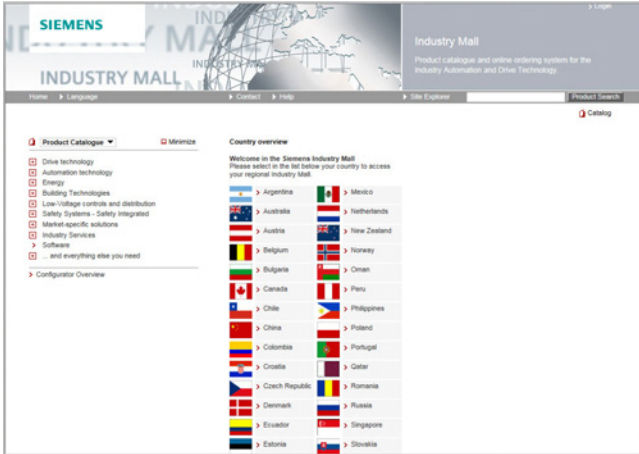 SIEMENS
INDUSTRY MALL
> Login
Industry Mall
Product catalogue and online ordering system for the
Industry Automation and Drive Technology
Home > Language > Contact > Help > Site Explorer Product Search
Catalog
Product Catalogue ▼ Minimize
Drive technology
Automation technology
Energy
Building Technologies
Low-Voltage controls and distribution
Safety Systems - Safety Integrated
Market-specific solutions
Industry Services
> Software
... and everything else you need
> Configurator Overview
Country overview
Welcome in the Siemens Industry Mall
Please select in the list below your country to access
your regional Industry Mall.
> Argentina > Mexico
> Australia > Netherlands
> Austria > New Zealand
> Belgium > Norway
> Bulgaria > Oman
> Canada > Peru
> Chile > Philippines
> China > Poland
> Colombia > Portugal
> Croatia > Qatar
> Czech Republic > Romania
> Denmark > Russia
> Ecuador > Singapore
> Estonia > Slovakia